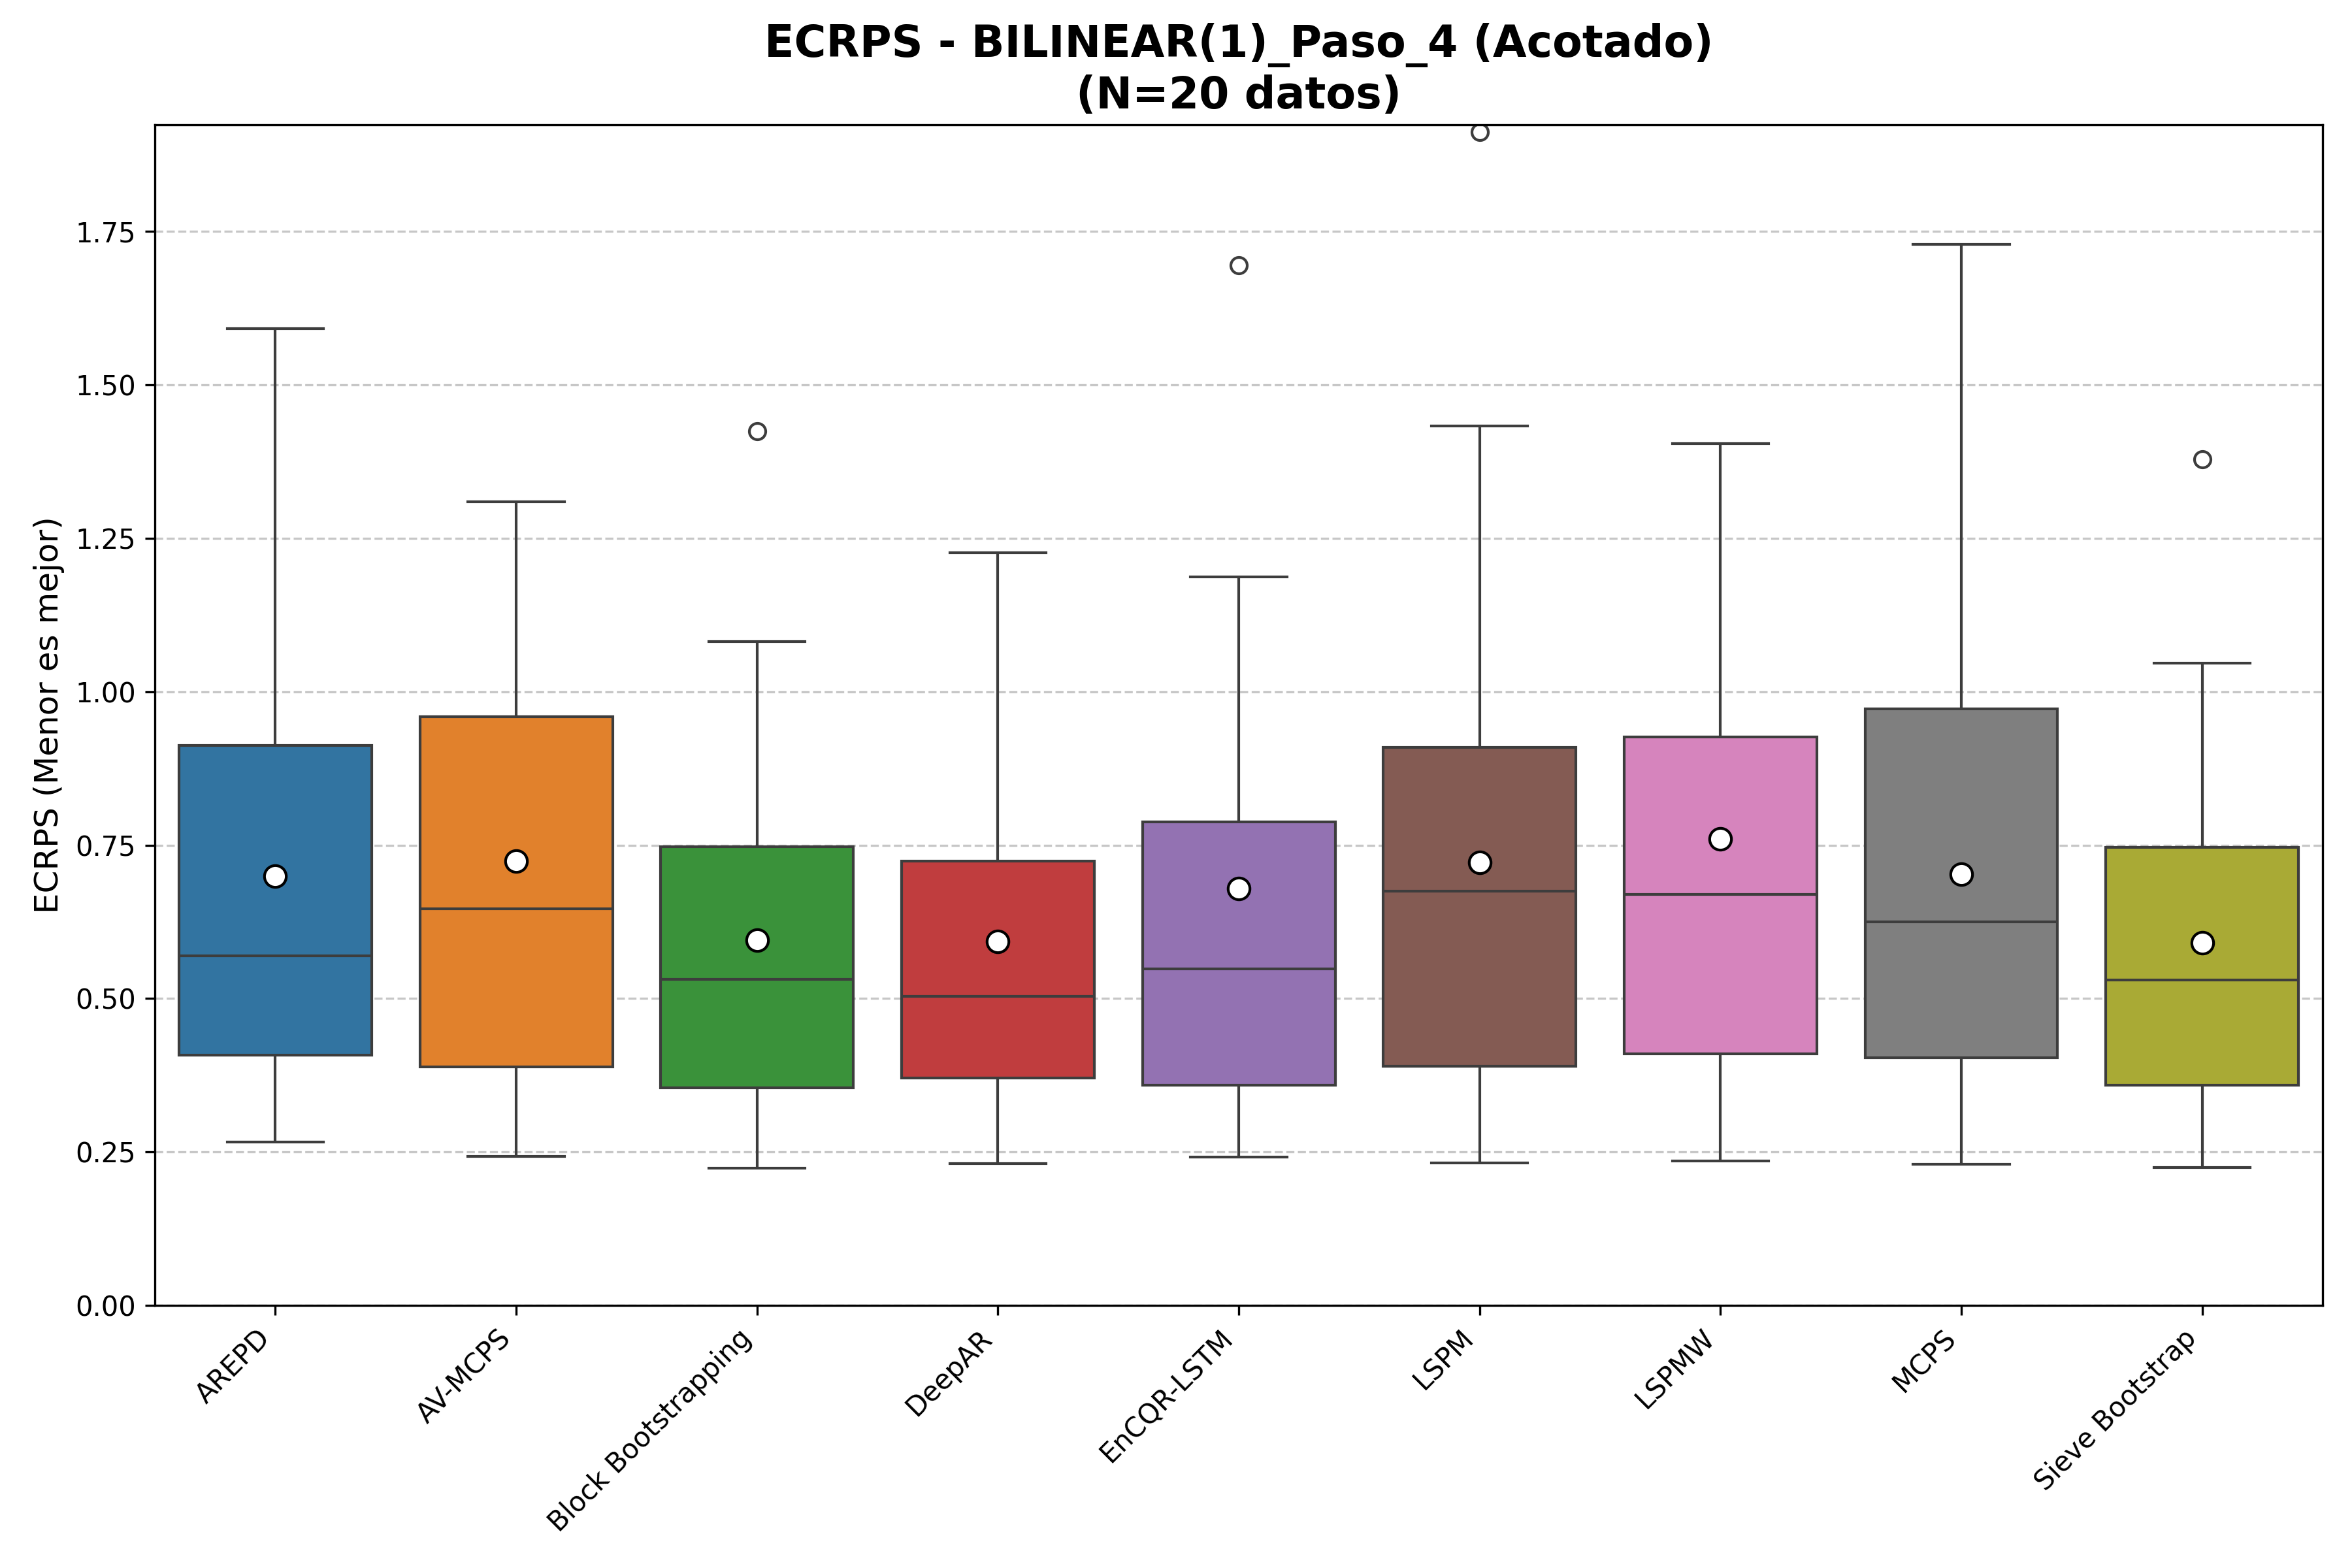 ECRPS - BILINEAR(1)_Paso_4 (Acotado)
(N=20 datos)
ECRPS (Menor es mejor)
1.75
1.50
1.25
1.00
0.75
0.50
0.25
0.00
AREPD
AV-MCPS
Block Bootstrapping
DeepAR
EnCQR-LSTM
LSPM
LSPMW
MCPS
Sieve Bootstrap